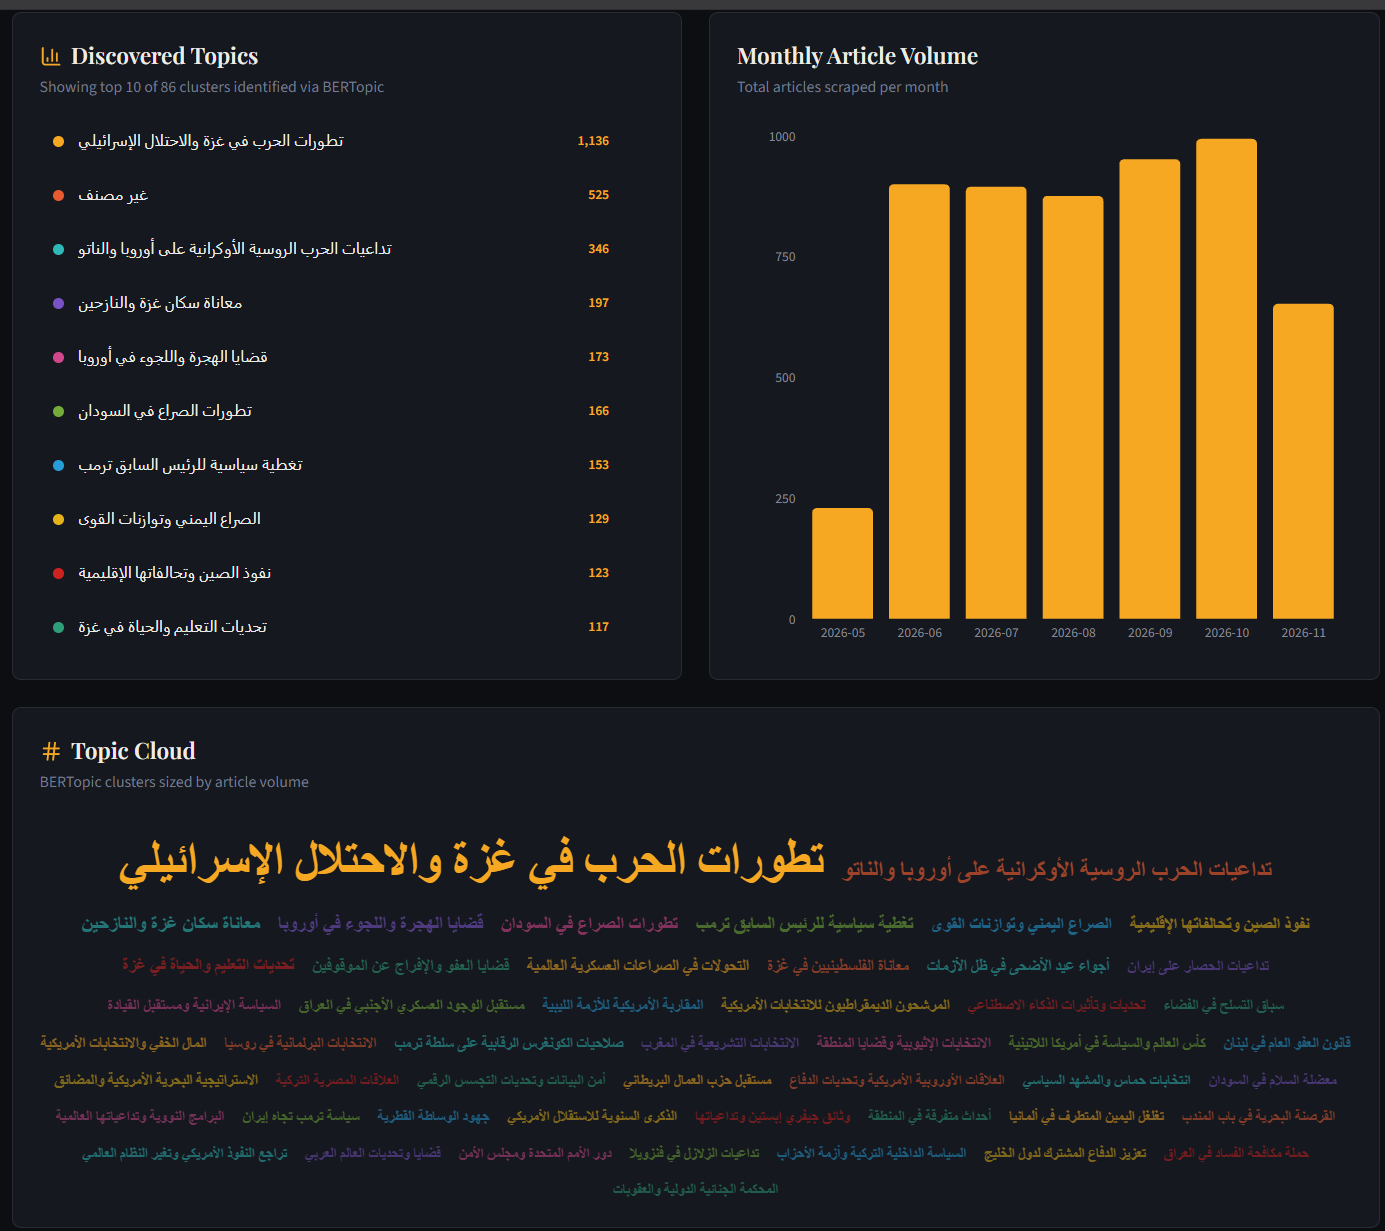 Discovered Topics
Showing top 10 of 86 clusters identified via BERTopic
تطورات الحرب في غزة والاحتلال الإسرائيلي 1,136
غير مصنف 525
تداعيات الحرب الروسية الأوكرانية على أوروبا والناتو 346
معاناة سكان غزة والنازحين 197
قضايا الهجرة واللجوء في أوروبا 173
تطورات الصراع في السودان 166
تغطية سياسية للرئيس السابق ترمب 153
الصراع اليمني وتوازنات القوى 129
نفوذ الصين وتحالفاتها الإقليمية 123
تحديات التعليم والحياة في غزة 117
Monthly Article Volume
Total articles scraped per month
1000
750
500
250
0
2026-05 2026-06 2026-07 2026-08 2026-09 2026-10 2026-11
Topic Cloud
BERTopic clusters sized by article volume
تداعيات الحرب الروسية الأوكرانية على أوروبا والناتو تطورات الحرب في غزة والاحتلال الإسرائيلي
نفوذ الصين وتحالفاتها الإقليمية الصراع اليمني وتوازنات القوى تغطية سياسية للرئيس السابق ترمب تطورات الصراع في السودان قضايا الهجرة واللجوء في أوروبا معاناة سكان غزة والنازحين
تداعيات الحصار على إيران أجواء عيد الأضحى في ظل الأزمات معاناة الفلسطينيين في غزة التحولات في الصراعات العسكرية العالمية قضايا العفو والإفراج عن الموقوفين تحديات التعليم والحياة في غزة
سباق التسلح في الفضاء تحديات وتأثيرات الذكاء الاصطناعي المرشحون الديمقراطيون للانتخابات الأمريكية المقاربة الأمريكية للأزمة الليبية مستقبل الوجود العسكري الأجنبي في العراق السياسة الإيرانية ومستقبل القيادة
قانون العفو العام في لبنان كأس العالم والسياسة في أمريكا اللاتينية الانتخابات الإثيوبية وقضايا المنطقة الانتخابات التشريعية في المغرب صلاحيات الكونغرس الرقابية على سلطة ترمب الانتخابات البرلمانية في روسيا المال الخفي والانتخابات الأمريكية
معضلة السلام في السودان انتخابات حماس والمشهد السياسي العلاقات الأوروبية الأمريكية وتحديات الدفاع مستقبل حزب العمال البريطاني أمن البيانات وتحديات التجسس الرقمي العلاقات المصرية التركية الاستراتيجية البحرية الأمريكية والمضائق
القرصنة البحرية في باب المندب تغلغل اليمين المتطرف في ألمانيا أحداث متفرقة في المنطقة وثائق جيفري إبستين وتداعياتها الذكرى السنوية للاستقلال الأمريكي جهود الوساطة القطرية سياسة ترمب تجاه إيران البرامج النووية وتداعياتها العالمية
حملة مكافحة الفساد في العراق تعزيز الدفاع المشترك لدول الخليج السياسة الداخلية التركية وأزمة الأحزاب تداعيات الزلازل في فنزويلا دور الأمم المتحدة ومجلس الأمن قضايا وتحديات العالم العربي تراجع النفوذ الأمريكي وتغير النظام العالمي
المحكمة الجنائية الدولية والعقوبات